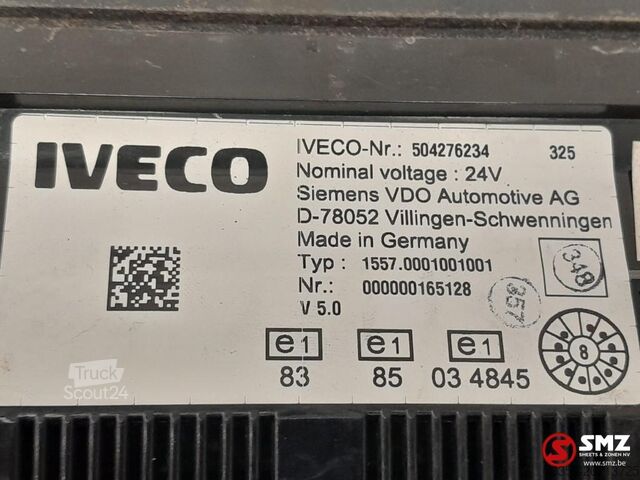 IVECO
IVECO-Nr.: 504276234 325
Nominal voltage : 24V
Siemens VDO Automotive AG
D-78052 Villingen-Schwenningen
Made in Germany
Typ : 1557.0001001001
Nr.: 000000165128
V 5.0
348
357
8
e1 e1 e1
83 85 03 4845
Truck
Scout24
SMZ
SHEETS & ZONEN NV
www.smz.be